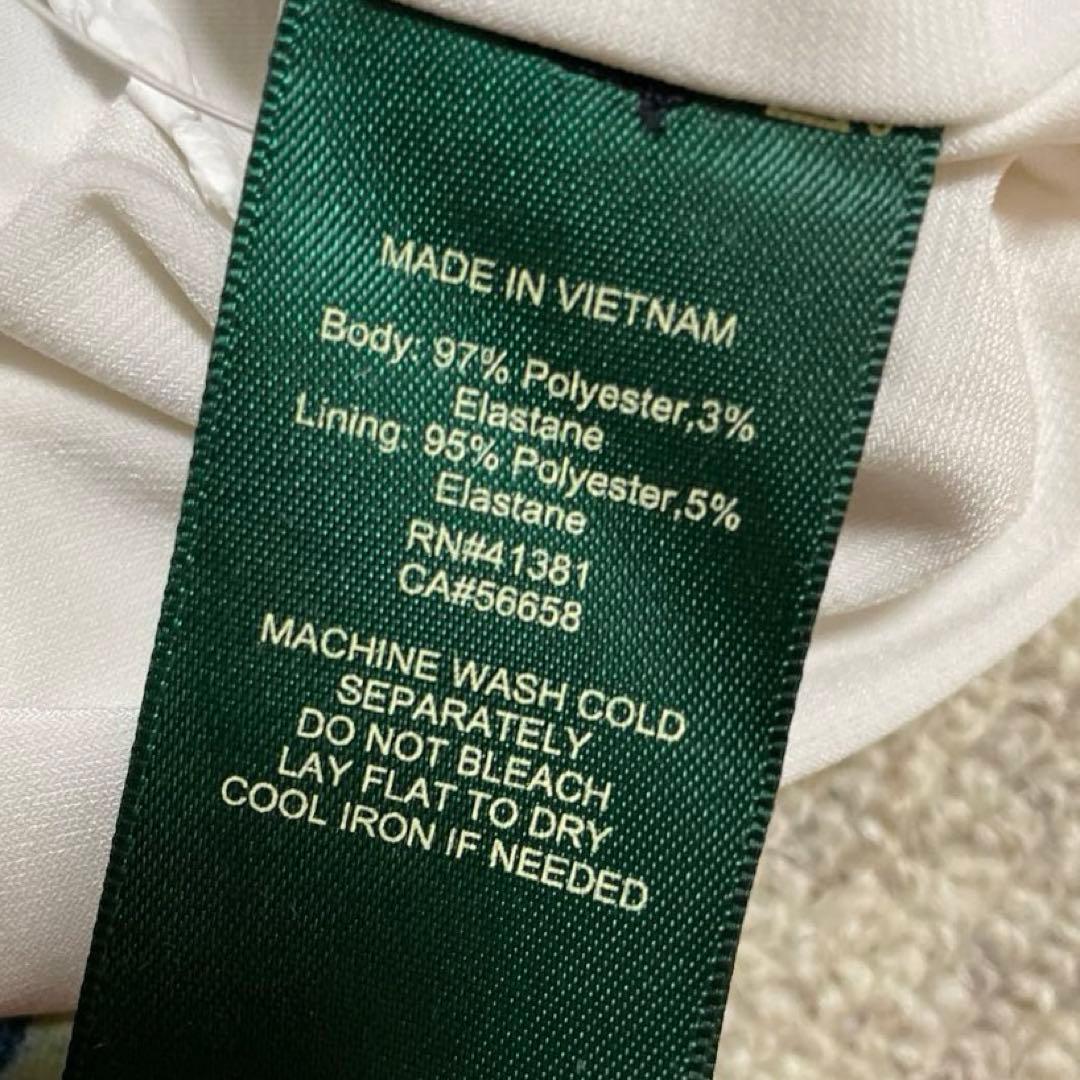 MADE IN VIETNAM
Body: 97% Polyester,3%
Elastane
Lining: 95% Polyester,5%
Elastane
RN#41381
CA#56658
MACHINE WASH COLD
SEPARATELY
DO NOT BLEACH
LAY FLAT TO DRY
COOL IRON IF NEEDED